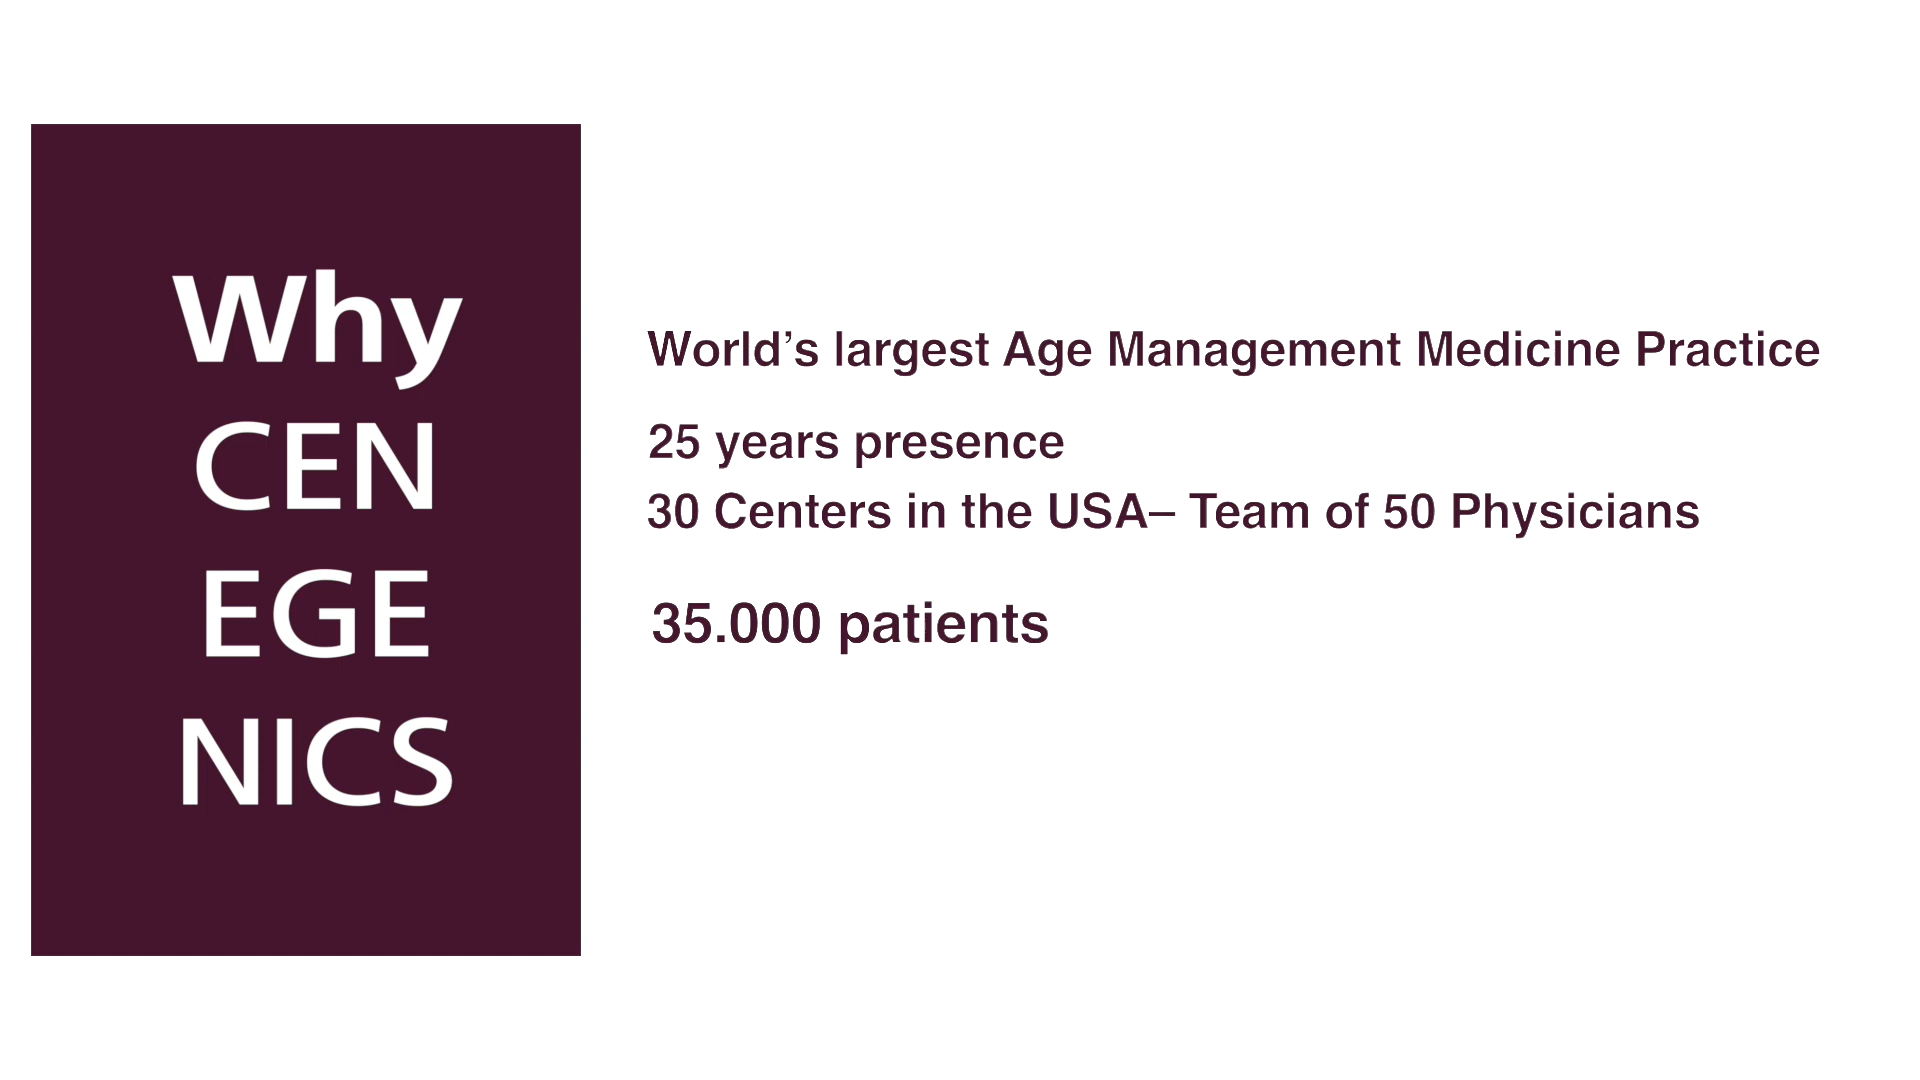 Why
CEN
EGE
NICS
World’s largest Age Management Medicine Practice
25 years presence
30 Centers in the USA– Team of 50 Physicians
35.000 patients